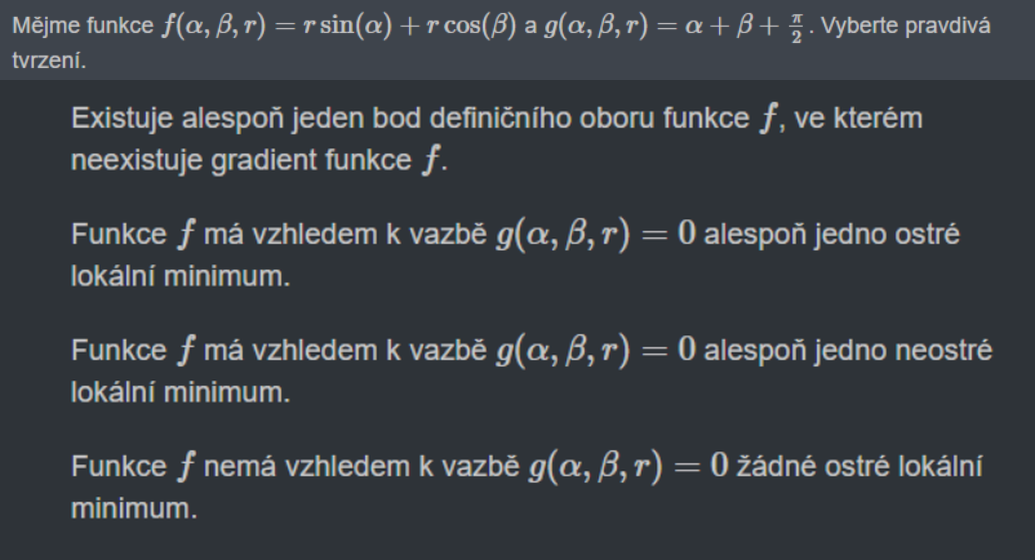 Mějme funkce f(α, β, r) = r sin(α) + r cos(β) a g(α, β, r) = α + β + π/2. Vyberte pravdivá
tvrzení.
Existuje alespoň jeden bod definičního oboru funkce f, ve kterém
neexistuje gradient funkce f.
Funkce f má vzhledem k vazbě g(α, β, r) = 0 alespoň jedno ostré
lokální minimum.
Funkce f má vzhledem k vazbě g(α, β, r) = 0 alespoň jedno neostré
lokální minimum.
Funkce f nemá vzhledem k vazbě g(α, β, r) = 0 žádné ostré lokální
minimum.